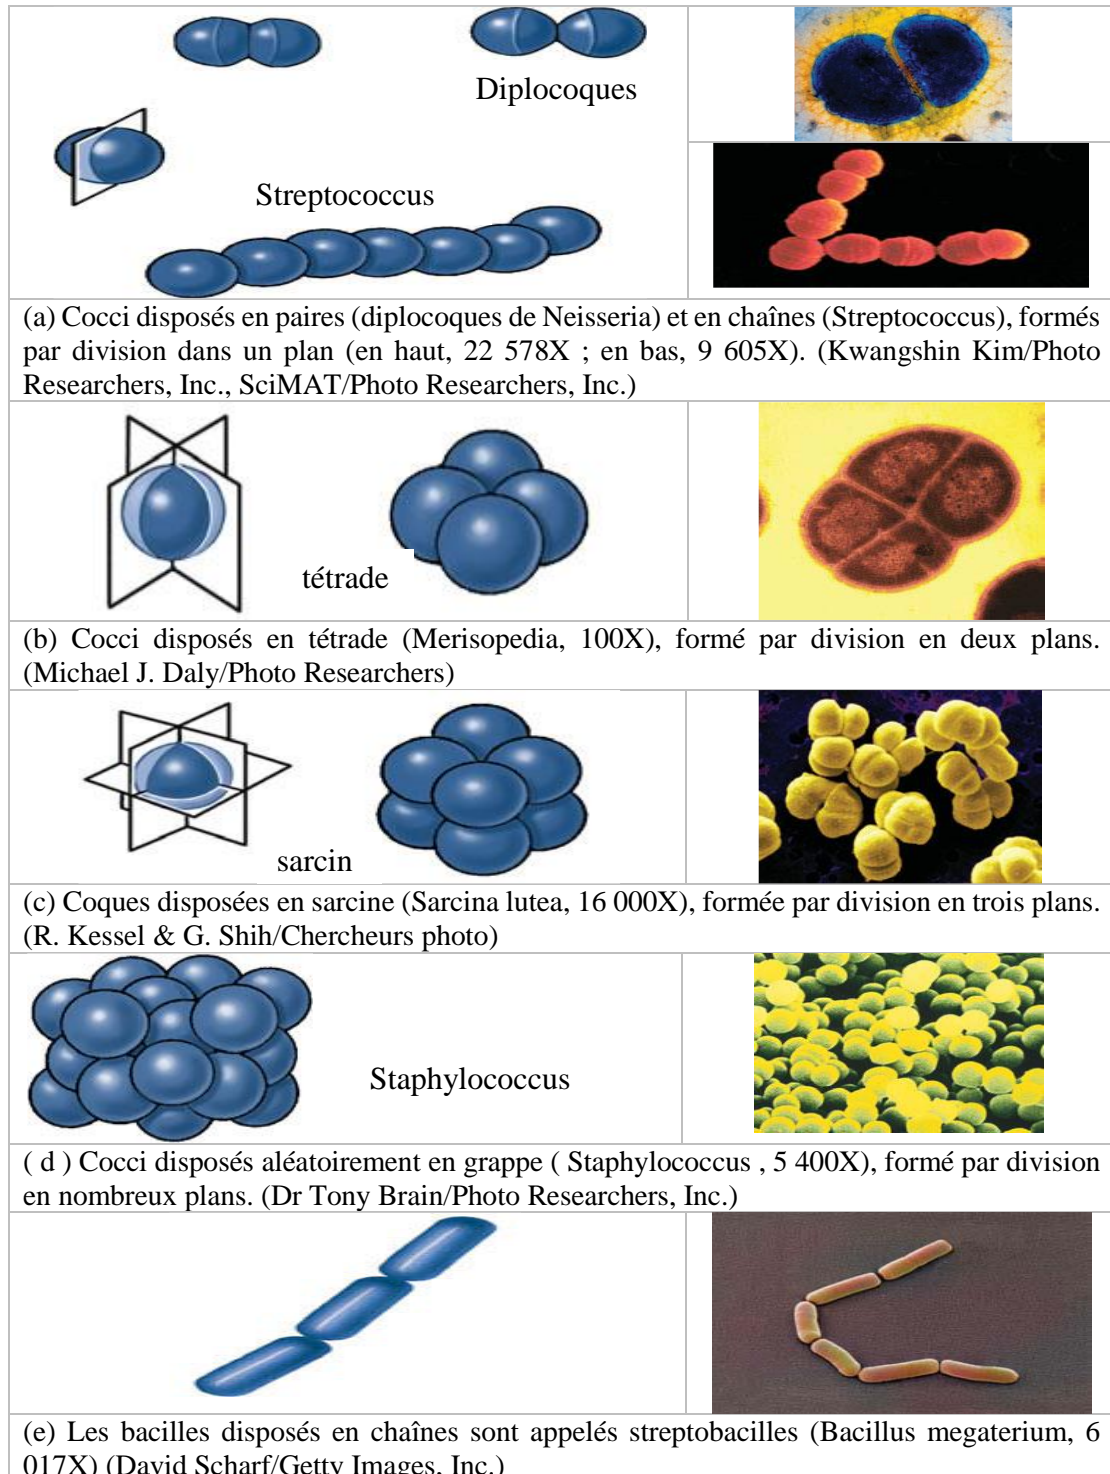 Diplocoques
Streptococcus
(a) Cocci disposés en paires (diplocoques de Neisseria) et en chaînes (Streptococcus), formés
par division dans un plan (en haut, 22 578X ; en bas, 9 605X). (Kwangshin Kim/Photo
Researchers, Inc., SciMAT/Photo Researchers, Inc.)
tétrade
(b) Cocci disposés en tétrade (Merisopedia, 100X), formé par division en deux plans.
(Michael J. Daly/Photo Researchers)
sarcin
(c) Coques disposées en sarcine (Sarcina lutea, 16 000X), formée par division en trois plans.
(R. Kessel & G. Shih/Chercheurs photo)
Staphylococcus
( d ) Cocci disposés aléatoirement en grappe ( Staphylococcus , 5 400X), formé par division
en nombreux plans. (Dr Tony Brain/Photo Researchers, Inc.)
(e) Les bacilles disposés en chaînes sont appelés streptobacilles (Bacillus megaterium, 6
017X) (David Scharf/Getty Images, Inc.)